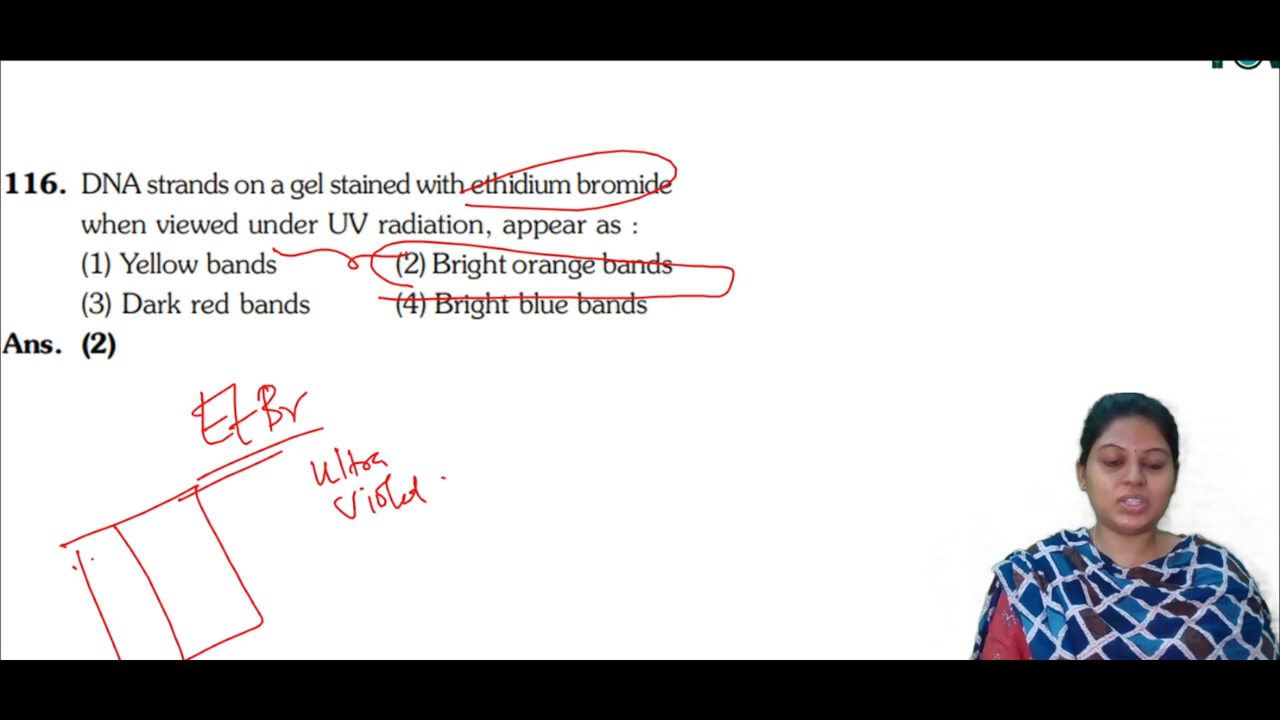 116. DNA strands on a gel stained with ethidium bromide
when viewed under UV radiation, appear as :
(1) Yellow bands (2) Bright orange bands
(3) Dark red bands (4) Bright blue bands
Ans. (2)
EtBr
Ultra
Violet